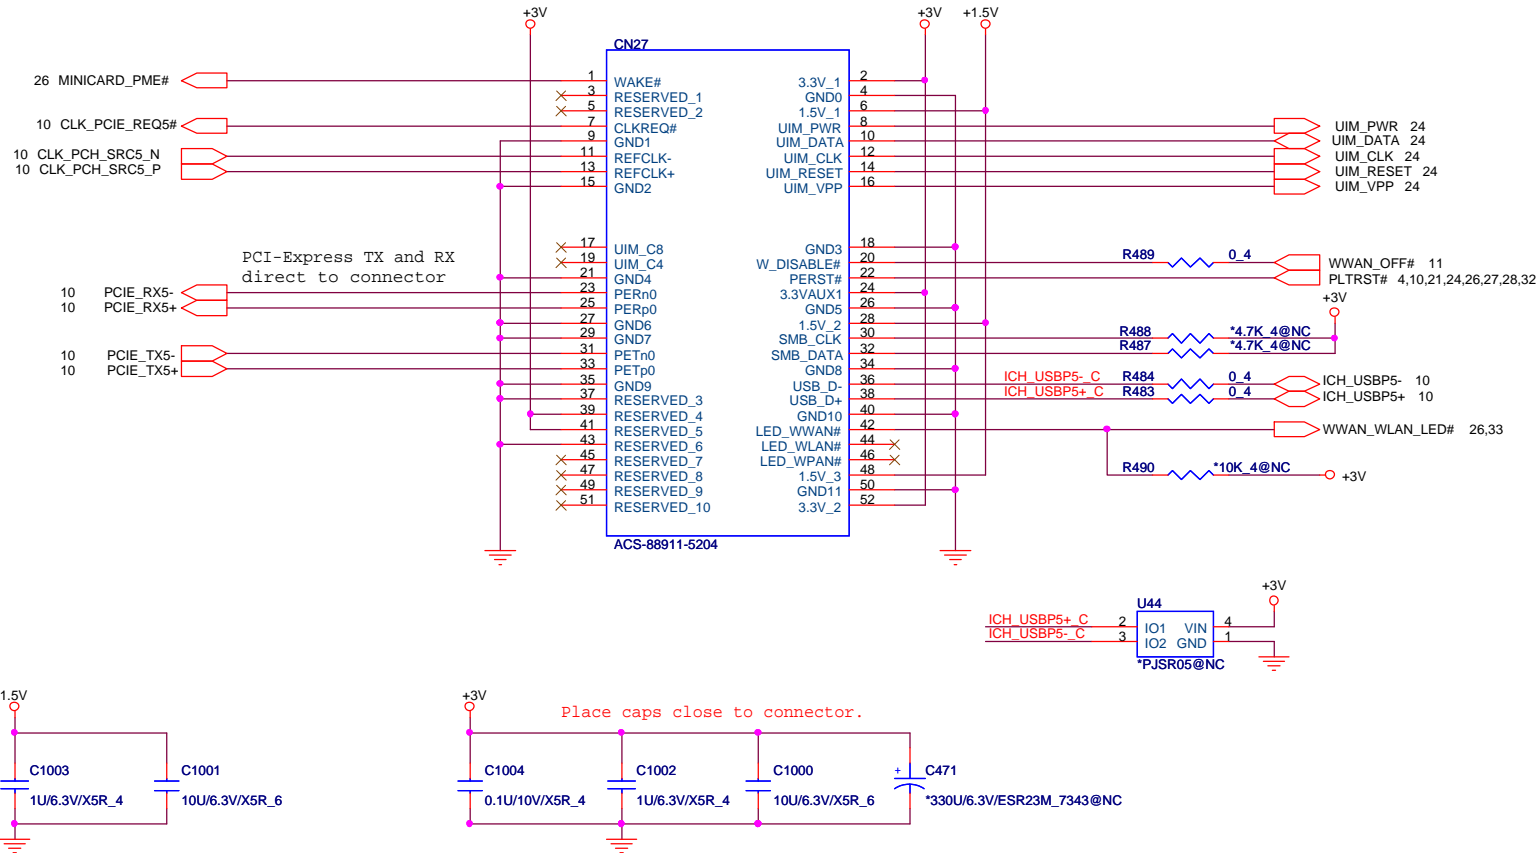 +3V
+3V
+1.5V
CN27
26 MINICARD_PME#
1 WAKE#
3 RESERVED_1
5 RESERVED_2
10 CLK_PCIE_REQ5#
7 CLKREQ#
9 GND1
10 CLK_PCH_SRC5_N
11 REFCLK-
10 CLK_PCH_SRC5_P
13 REFCLK+
15 GND2
17 UIM_C8
19 UIM_C4
PCI-Express TX and RX
direct to connector
21 GND4
10 PCIE_RX5-
23 PERn0
10 PCIE_RX5+
25 PERp0
27 GND6
29 GND7
10 PCIE_TX5-
31 PETn0
10 PCIE_TX5+
33 PETp0
35 GND9
37 RESERVED_3
39 RESERVED_4
41 RESERVED_5
43 RESERVED_6
45 RESERVED_7
47 RESERVED_8
49 RESERVED_9
51 RESERVED_10
3.3V_1 2
GND0 4
1.5V_1 6
UIM_PWR 8
UIM_PWR 24
UIM_DATA 10
UIM_DATA 24
UIM_CLK 12
UIM_CLK 24
UIM_RESET 14
UIM_RESET 24
UIM_VPP 16
UIM_VPP 24
GND3 18
W_DISABLE# 20
R489 0_4
WWAN_OFF# 11
PERST# 22
PLTRST# 4,10,21,24,26,27,28,32
3.3VAUX1 24
+3V
GND5 26
1.5V_2 28
SMB_CLK 30
R488 *4.7K_4@NC
SMB_DATA 32
R487 *4.7K_4@NC
GND8 34
USB_D- 36
ICH_USBP5-_C R484 0_4
ICH_USBP5- 10
USB_D+ 38
ICH_USBP5+_C R483 0_4
ICH_USBP5+ 10
GND10 40
LED_WWAN# 42
WWAN_WLAN_LED# 26,33
LED_WLAN# 44
LED_WPAN# 46
1.5V_3 48
R490 *10K_4@NC
+3V
GND11 50
3.3V_2 52
ACS-88911-5204
+3V
U44
ICH_USBP5+_C 2 IO1 VIN 4
ICH_USBP5-_C 3 IO2 GND 1
*PJSR05@NC
1.5V
+3V
Place caps close to connector.
C1003
1U/6.3V/X5R_4
C1001
10U/6.3V/X5R_6
C1004
0.1U/10V/X5R_4
C1002
1U/6.3V/X5R_4
C1000
10U/6.3V/X5R_6
+ C471
*330U/6.3V/ESR23M_7343@NC